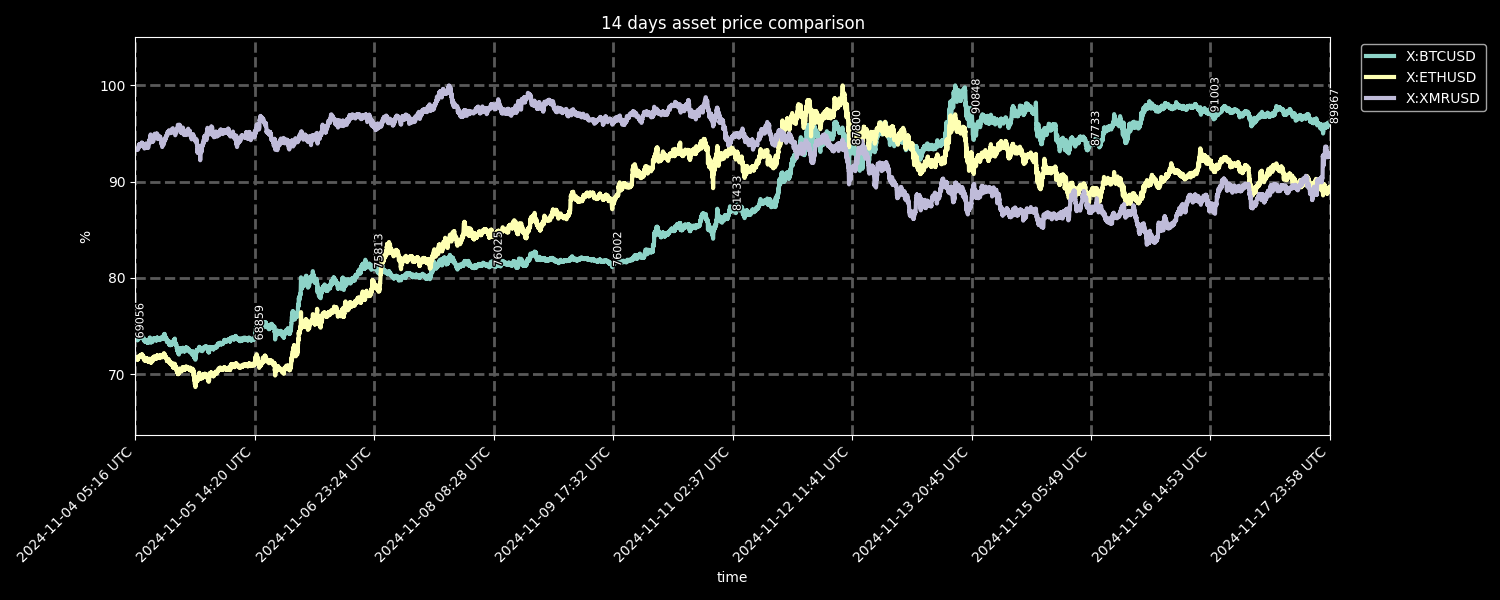 14 days asset price comparison
X:BTCUSD
X:ETHUSD
X:XMRUSD
100
90
80
70
%
69056
68859
75813
76025
76002
81433
87800
90848
87733
91003
89867
2024-11-04 05:16 UTC
2024-11-05 14:20 UTC
2024-11-06 23:24 UTC
2024-11-08 08:28 UTC
2024-11-09 17:32 UTC
2024-11-11 02:37 UTC
2024-11-12 11:41 UTC
2024-11-13 20:45 UTC
2024-11-15 05:49 UTC
2024-11-16 14:53 UTC
2024-11-17 23:58 UTC
time